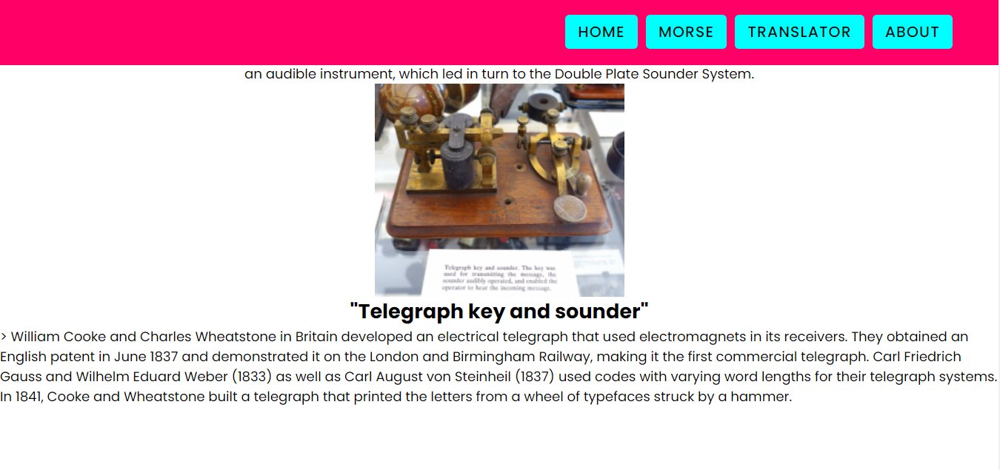 HOME MORSE TRANSLATOR ABOUT
an audible instrument, which led in turn to the Double Plate Sounder System.
Telegraph key and sounder. The key was
used for transmitting the message, the
sounder audibly operated, and enabled the
operator to hear the incoming message.
"Telegraph key and sounder"
> William Cooke and Charles Wheatstone in Britain developed an electrical telegraph that used electromagnets in its receivers. They obtained an
English patent in June 1837 and demonstrated it on the London and Birmingham Railway, making it the first commercial telegraph. Carl Friedrich
Gauss and Wilhelm Eduard Weber (1833) as well as Carl August von Steinheil (1837) used codes with varying word lengths for their telegraph systems.
In 1841, Cooke and Wheatstone built a telegraph that printed the letters from a wheel of typefaces struck by a hammer.